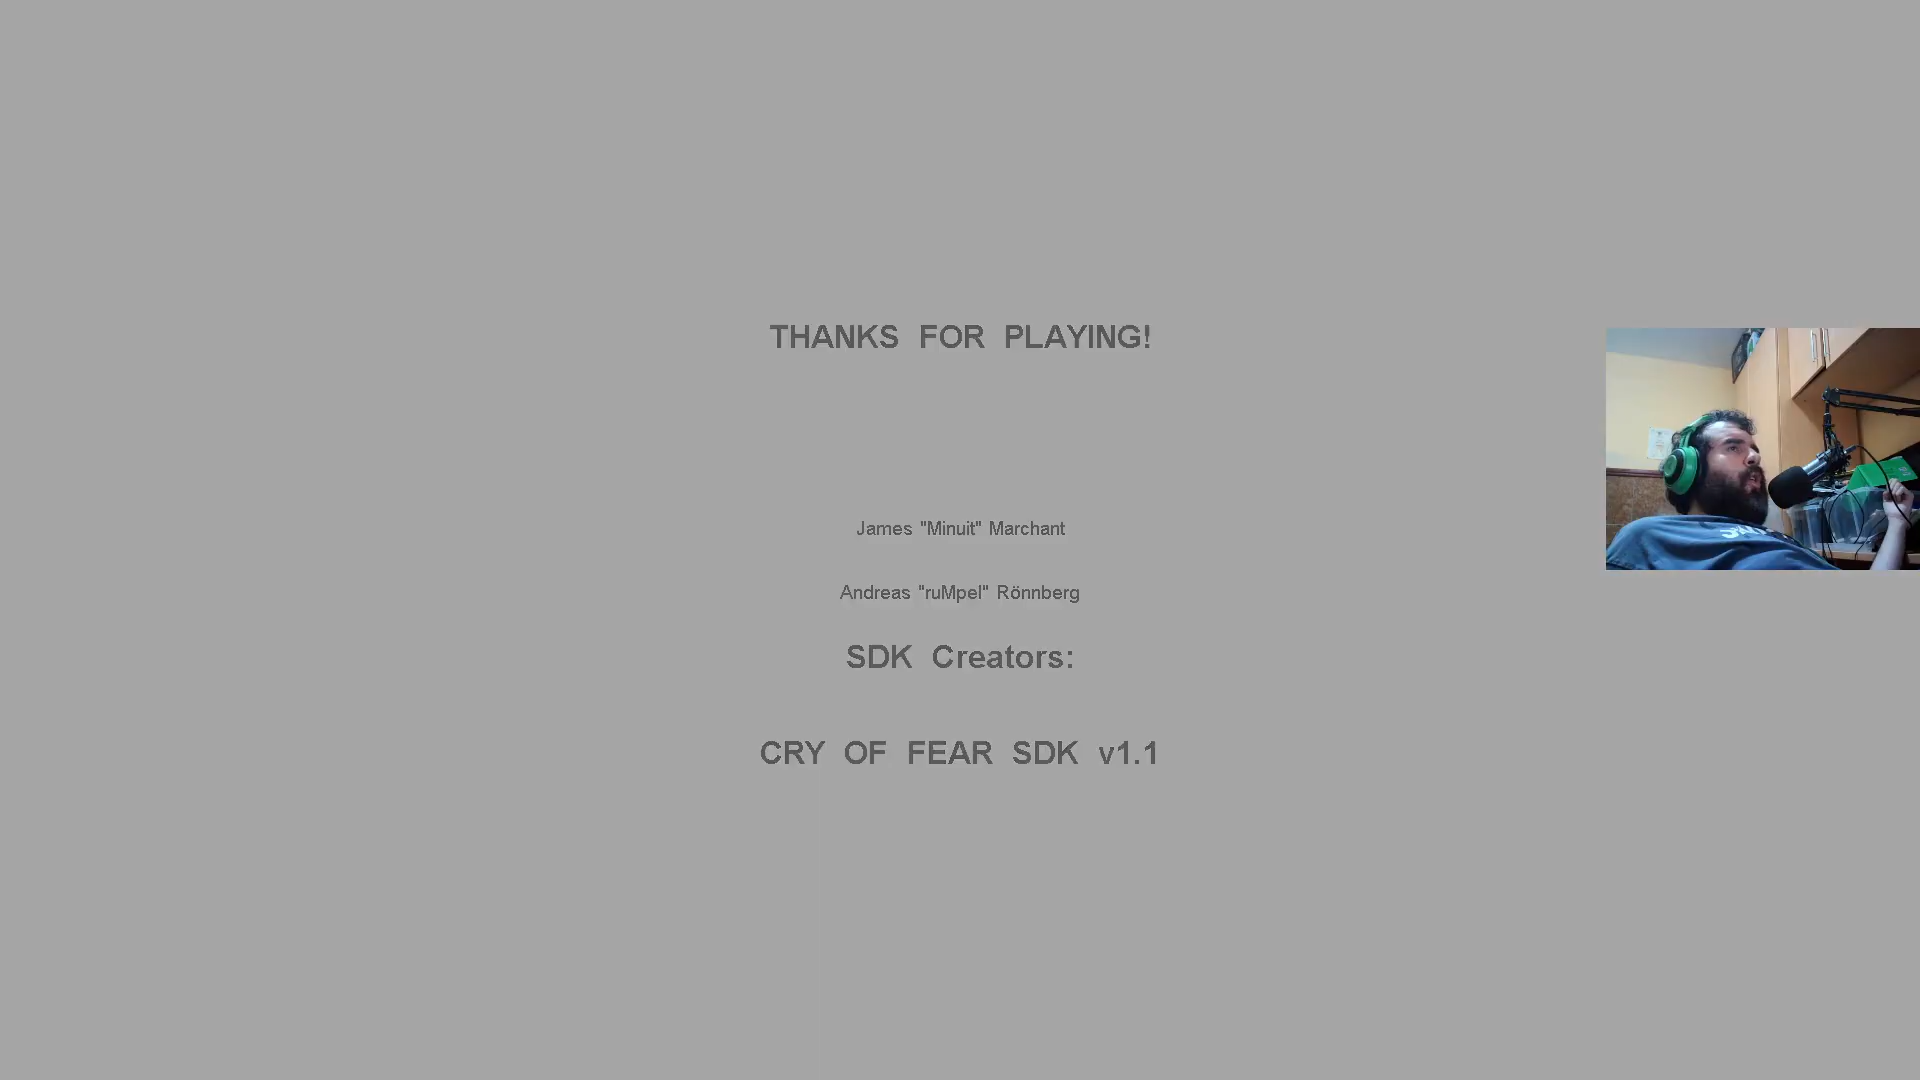 THANKS FOR PLAYING!
James "Minuit" Marchant
Andreas "ruMpel" Rönnberg
SDK Creators:
CRY OF FEAR SDK v1.1